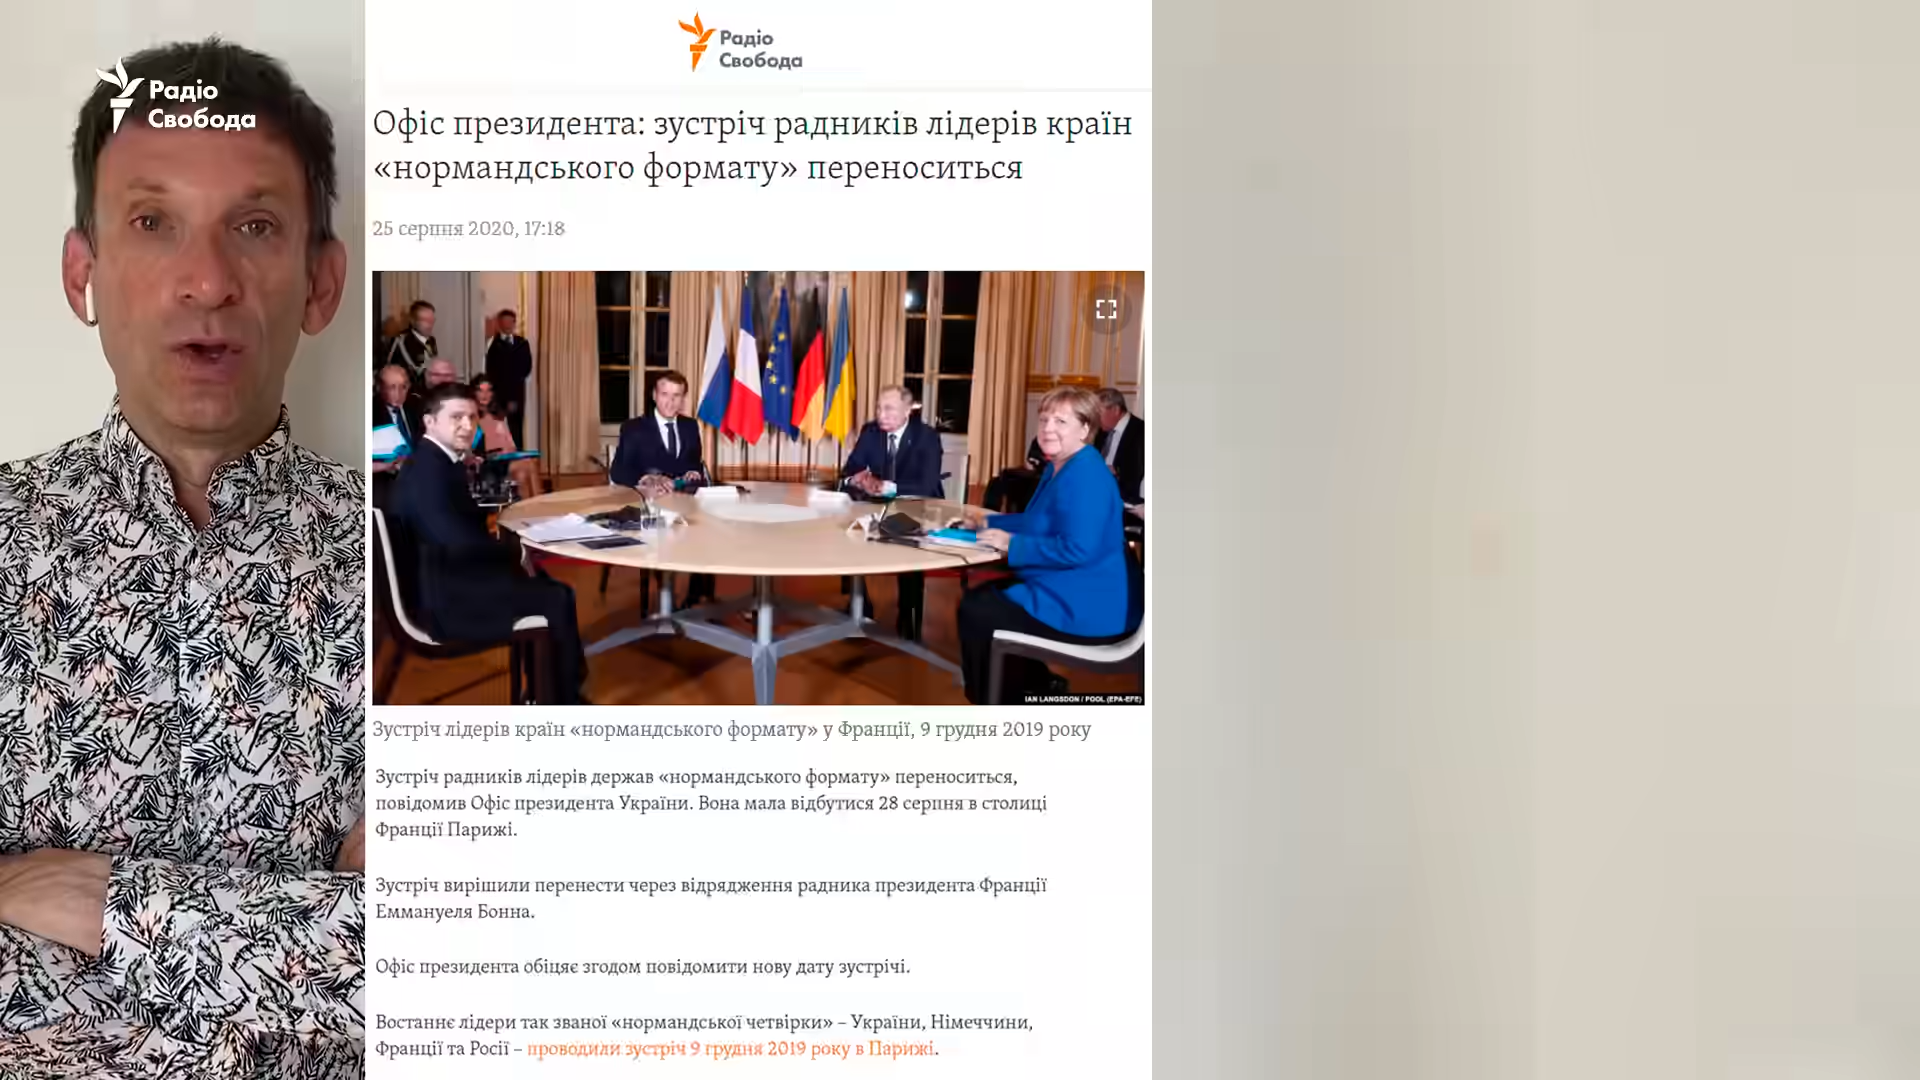 Радіо
Свобода
Радіо
Свобода
Офіс президента: зустріч радників лідерів країн
«нормандського формату» переноситься
25 серпня 2020, 17:18
IAN LANGSDON / POOL (EPA-EFE)
Зустріч лідерів країн «нормандського формату» у Франції, 9 грудня 2019 року
Зустріч радників лідерів держав «нормандського формату» переноситься,
повідомив Офіс президента України. Вона мала відбутися 28 серпня в столиці
Франції Парижі.
Зустріч вирішили перенести через відрядження радника президента Франції
Еммануеля Бонна.
Офіс президента обіцяє згодом повідомити нову дату зустрічі.
Востаннє лідери так званої «нормандської четвірки» – України, Німеччини,
Франції та Росії – проводили зустріч 9 грудня 2019 року в Парижі.